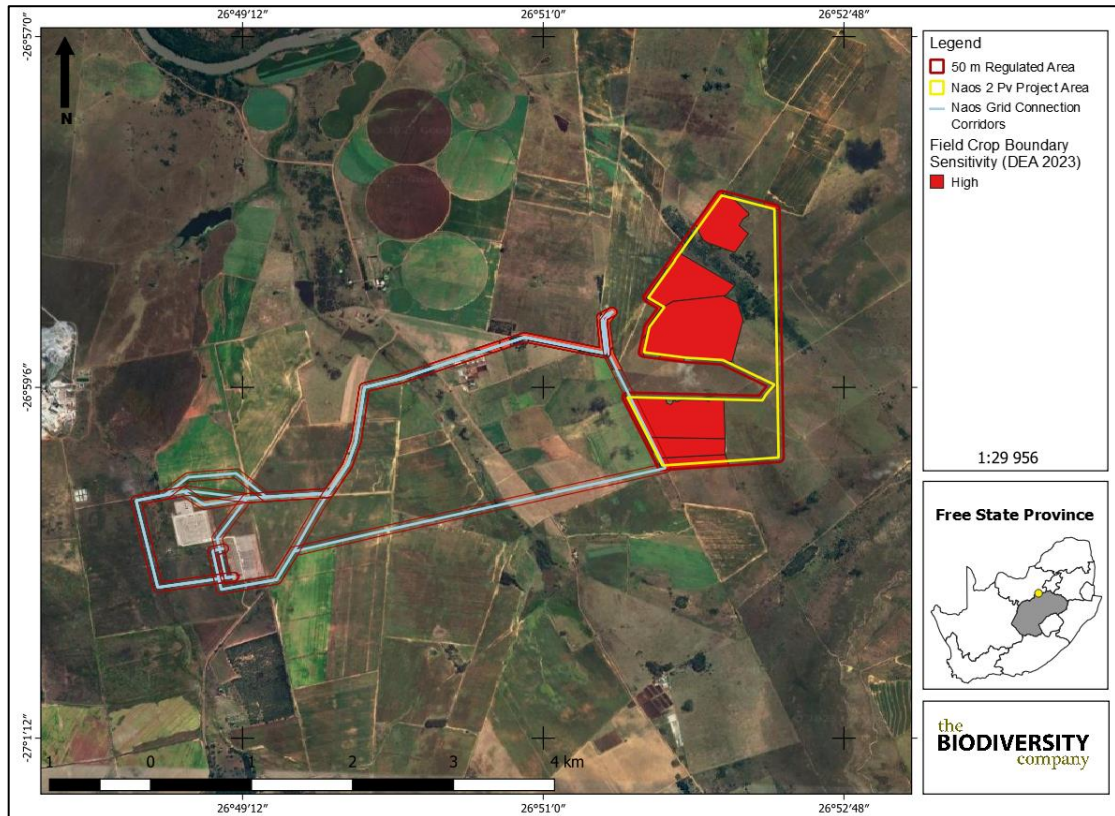 26°49′12″ 26°51′0″ 26°52′48″
-26°57′0″
-26°59′6″
-27°1′12″
N
1 0 1 2 3 4 km
26°49′12″ 26°51′0″ 26°52′48″
Legend
50 m Regulated Area
Naos 2 Pv Project Area
Naos Grid Connection
Corridors
Field Crop Boundary
Sensitivity (DEA 2023)
High
1:29 956
Free State Province
the
BIODIVERSITY
company